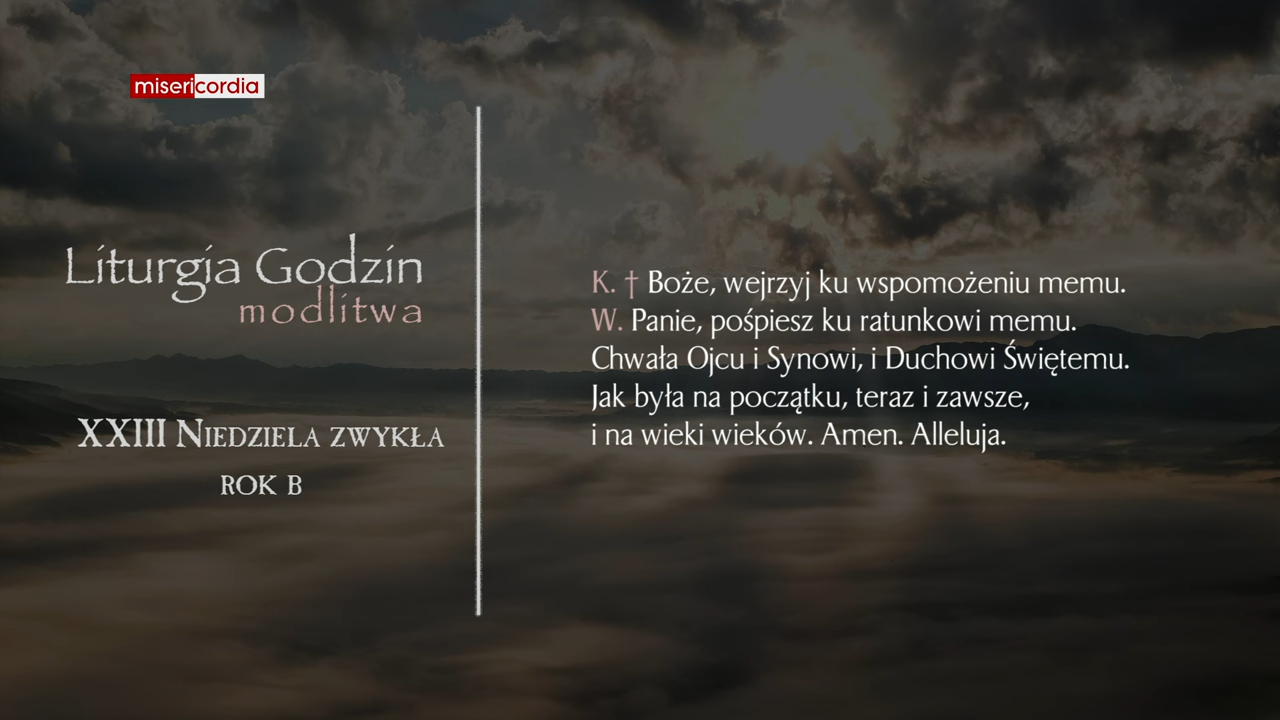 misericordia
Liturgia Godzin
modlitwa
XXIII NIEDZIELA ZWYKŁA
ROK B
K. † Boże, wejrzyj ku wspomożeniu memu.
W. Panie, pośpiesz ku ratunkowi memu.
Chwała Ojcu i Synowi, i Duchowi Świętemu.
Jak była na początku, teraz i zawsze,
i na wieki wieków. Amen. Alleluja.